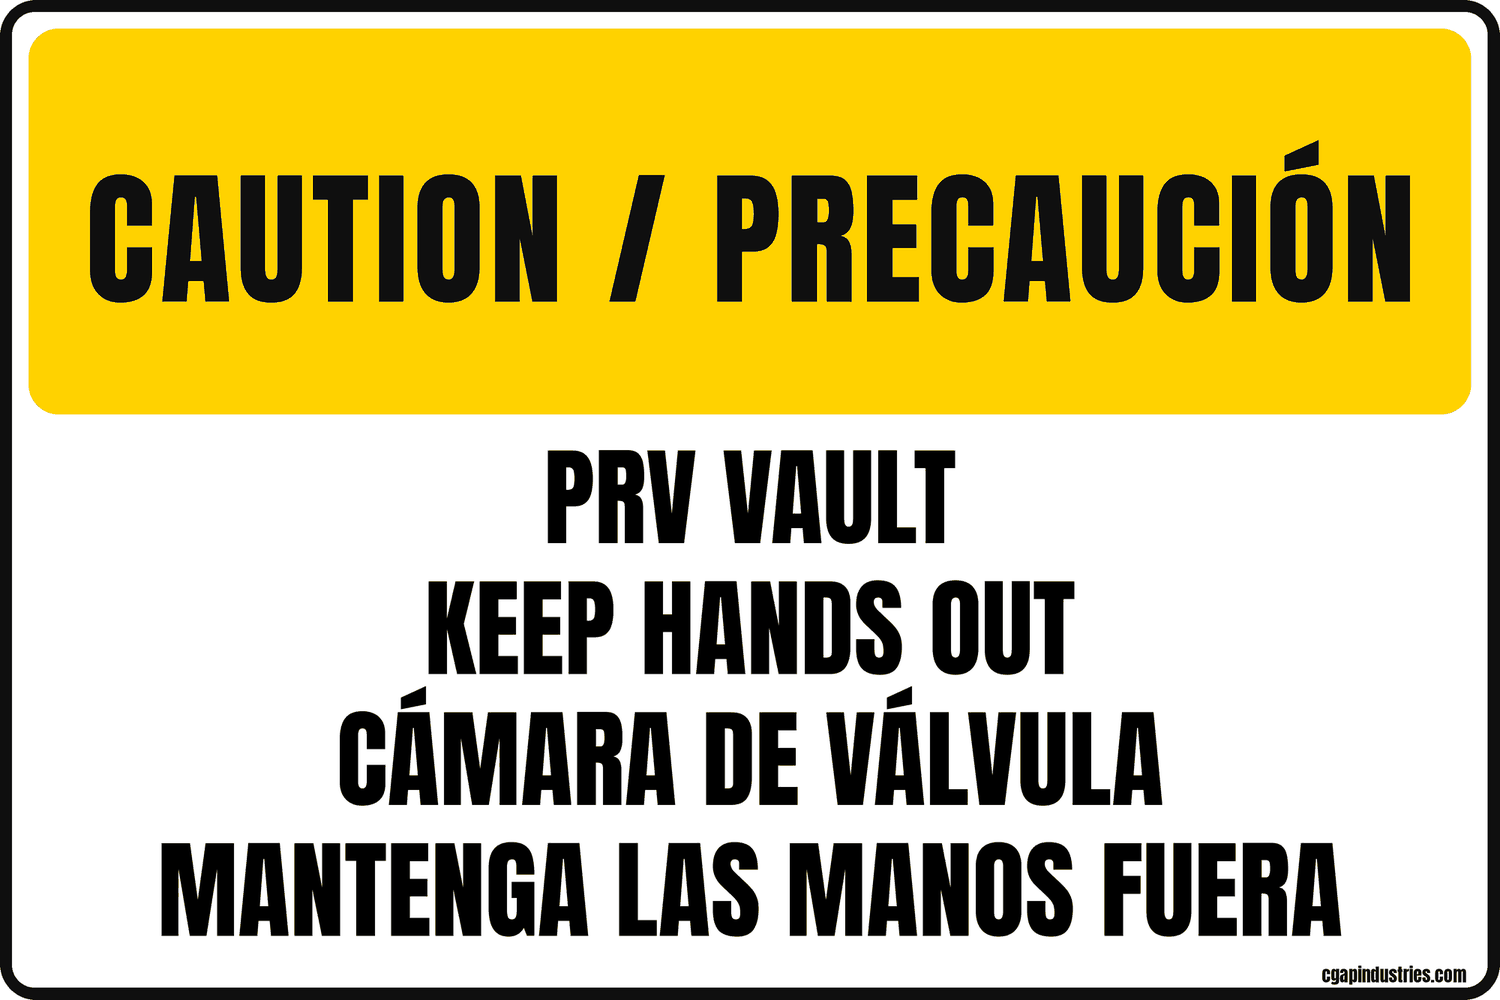 CAUTION / PRECAUCIÓN
PRV VAULT
KEEP HANDS OUT
CÁMARA DE VÁLVULA
MANTENGA LAS MANOS FUERA
cgapindustries.com